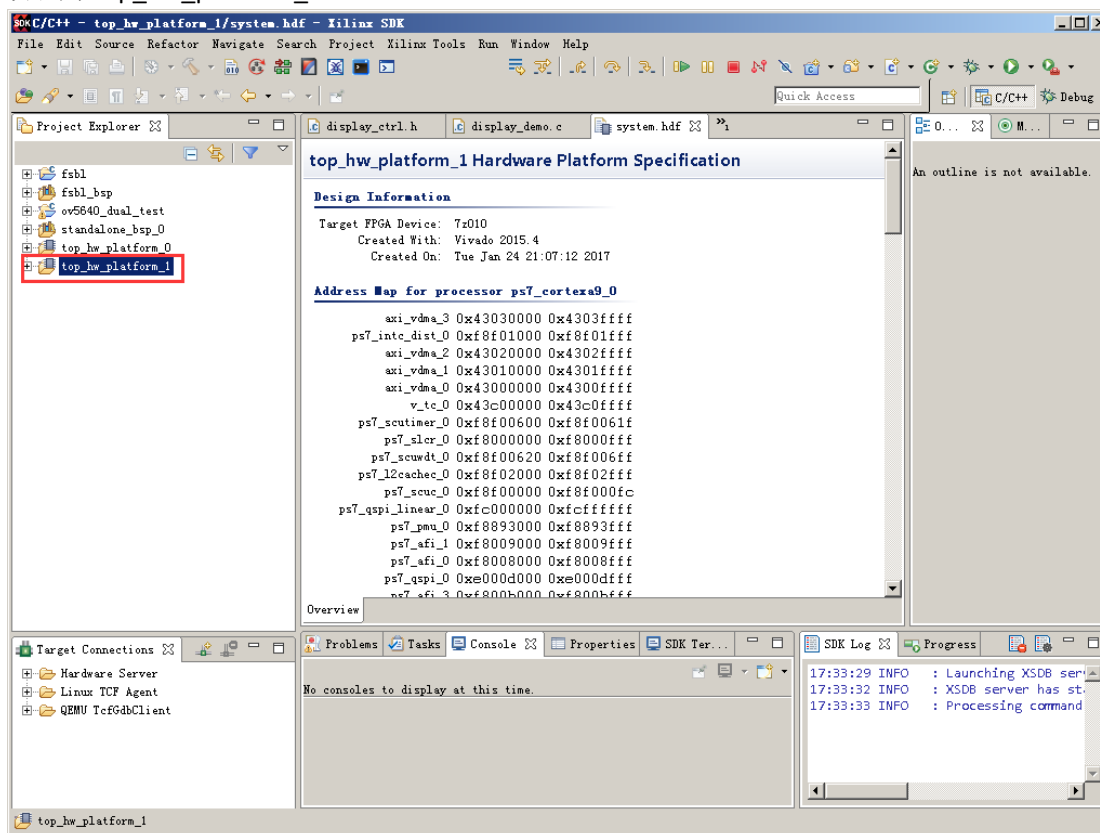 C/C++ - top_hw_platform_1/system.hdf - Xilinx SDK
File Edit Source Refactor Navigate Search Project Xilinx Tools Run Window Help
Quick Access
C/C++
Debug
Project Explorer
fsbl
fsbl_bsp
ov5640_dual_test
standalone_bsp_0
top_hw_platform_0
top_hw_platform_1
display_ctrl.h
display_demo.c
system.hdf
»1
top_hw_platform_1 Hardware Platform Specification
Design Information
Target FPGA Device: 7z010
Created With: Vivado 2015.4
Created On: Tue Jan 24 21:07:12 2017
Address Map for processor ps7_cortexa9_0
axi_vdma_3 0x43030000 0x4303ffff
ps7_intc_dist_0 0xf8f01000 0xf8f01fff
axi_vdma_2 0x43020000 0x4302ffff
axi_vdma_1 0x43010000 0x4301ffff
axi_vdma_0 0x43000000 0x4300ffff
v_tc_0 0x43c00000 0x43c0ffff
ps7_scutimer_0 0xf8f00600 0xf8f0061f
ps7_slcr_0 0xf8000000 0xf8000fff
ps7_scuwdt_0 0xf8f00620 0xf8f006ff
ps7_l2cachec_0 0xf8f02000 0xf8f02fff
ps7_scuc_0 0xf8f00000 0xf8f000fc
ps7_qspi_linear_0 0xfc000000 0xfcffffff
ps7_pmu_0 0xf8893000 0xf8893fff
ps7_afi_1 0xf8009000 0xf8009fff
ps7_afi_0 0xf8008000 0xf8008fff
ps7_qspi_0 0xe000d000 0xe000dfff
ps7_afi_3 0xf800b000 0xf800bfff
Overview
O...
M...
An outline is not available.
Target Connections
Hardware Server
Linux TCF Agent
QEMU TcfGdbClient
Problems
Tasks
Console
Properties
SDK Ter...
No consoles to display at this time.
SDK Log
Progress
17:33:29 INFO : Launching XSDB ser
17:33:32 INFO : XSDB server has st
17:33:33 INFO : Processing command
top_hw_platform_1